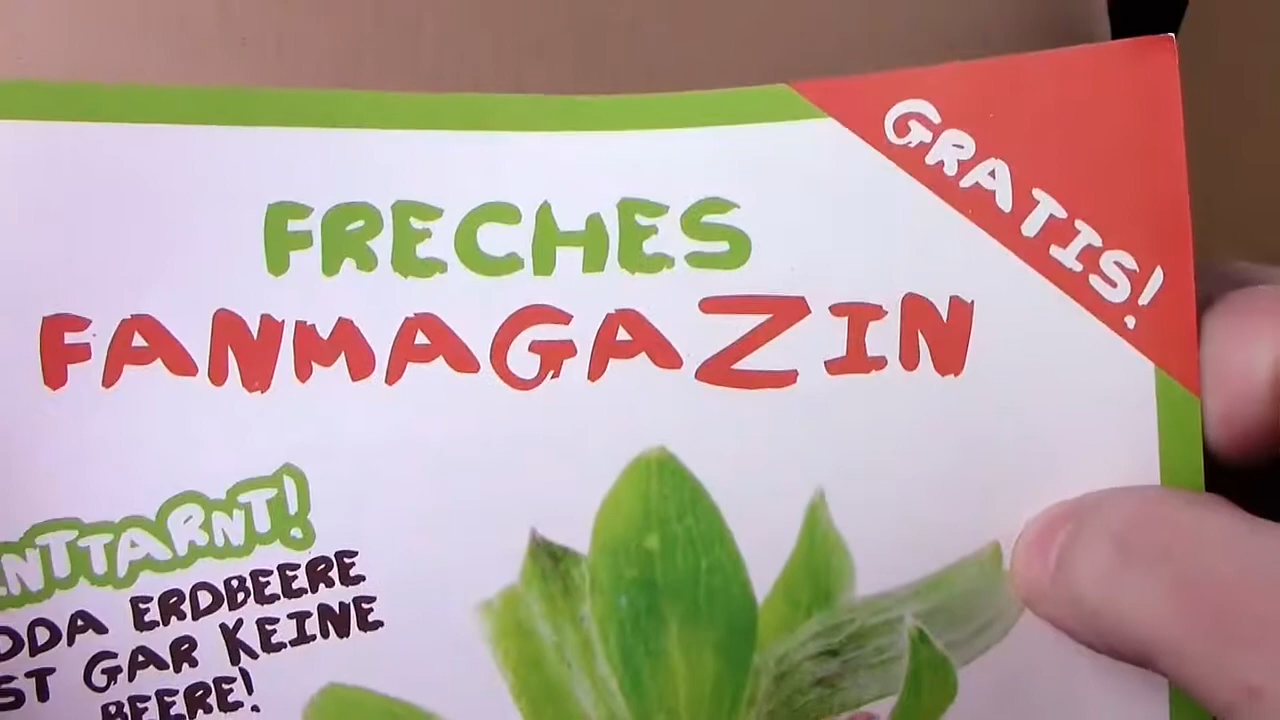 GRATIS!
FRECHES
FANMAGAZIN
NTTARNT!
ODA ERDBEERE
ST GAR KEINE
BEERE!